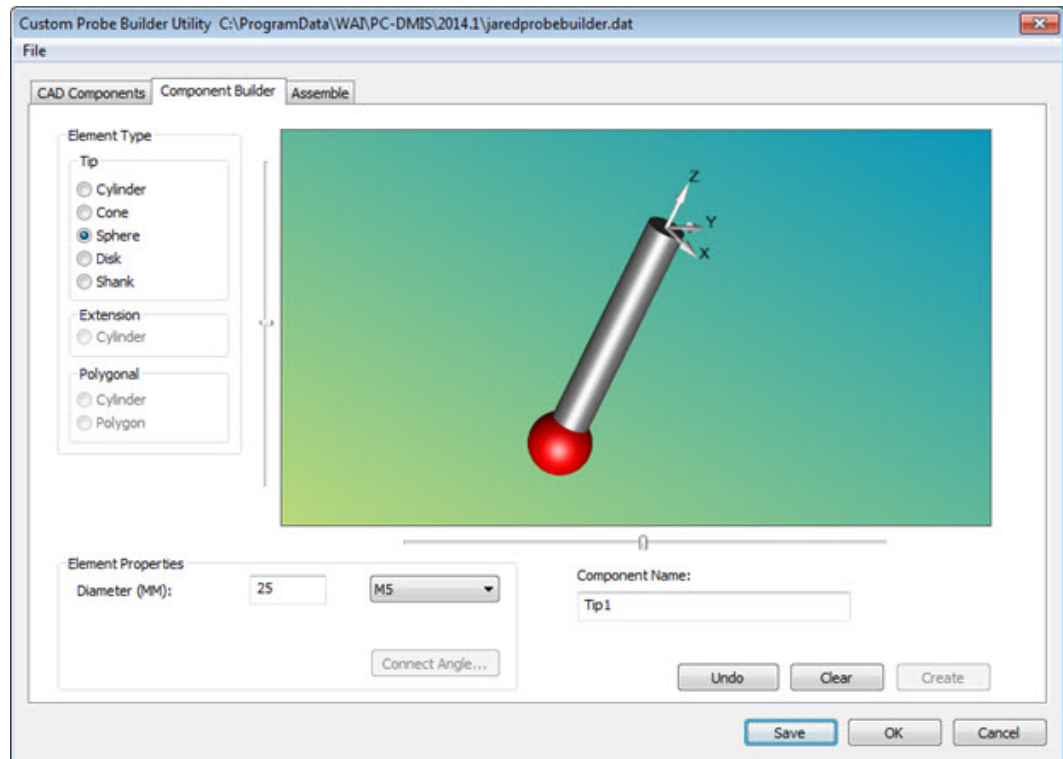 Custom Probe Builder Utility C:\ProgramData\WAI\PC-DMIS\2014.1\jaredprobebuilder.dat
File
CAD Components Component Builder Assemble
Element Type
Tip
Cylinder
Cone
Sphere
Disk
Shank
Extension
Cylinder
Polygonal
Cylinder
Polygon
Z
Y
X
Element Properties
Diameter (MM): 25 M5
Connect Angle...
Component Name:
Tip1
Undo Clear Create
Save OK Cancel